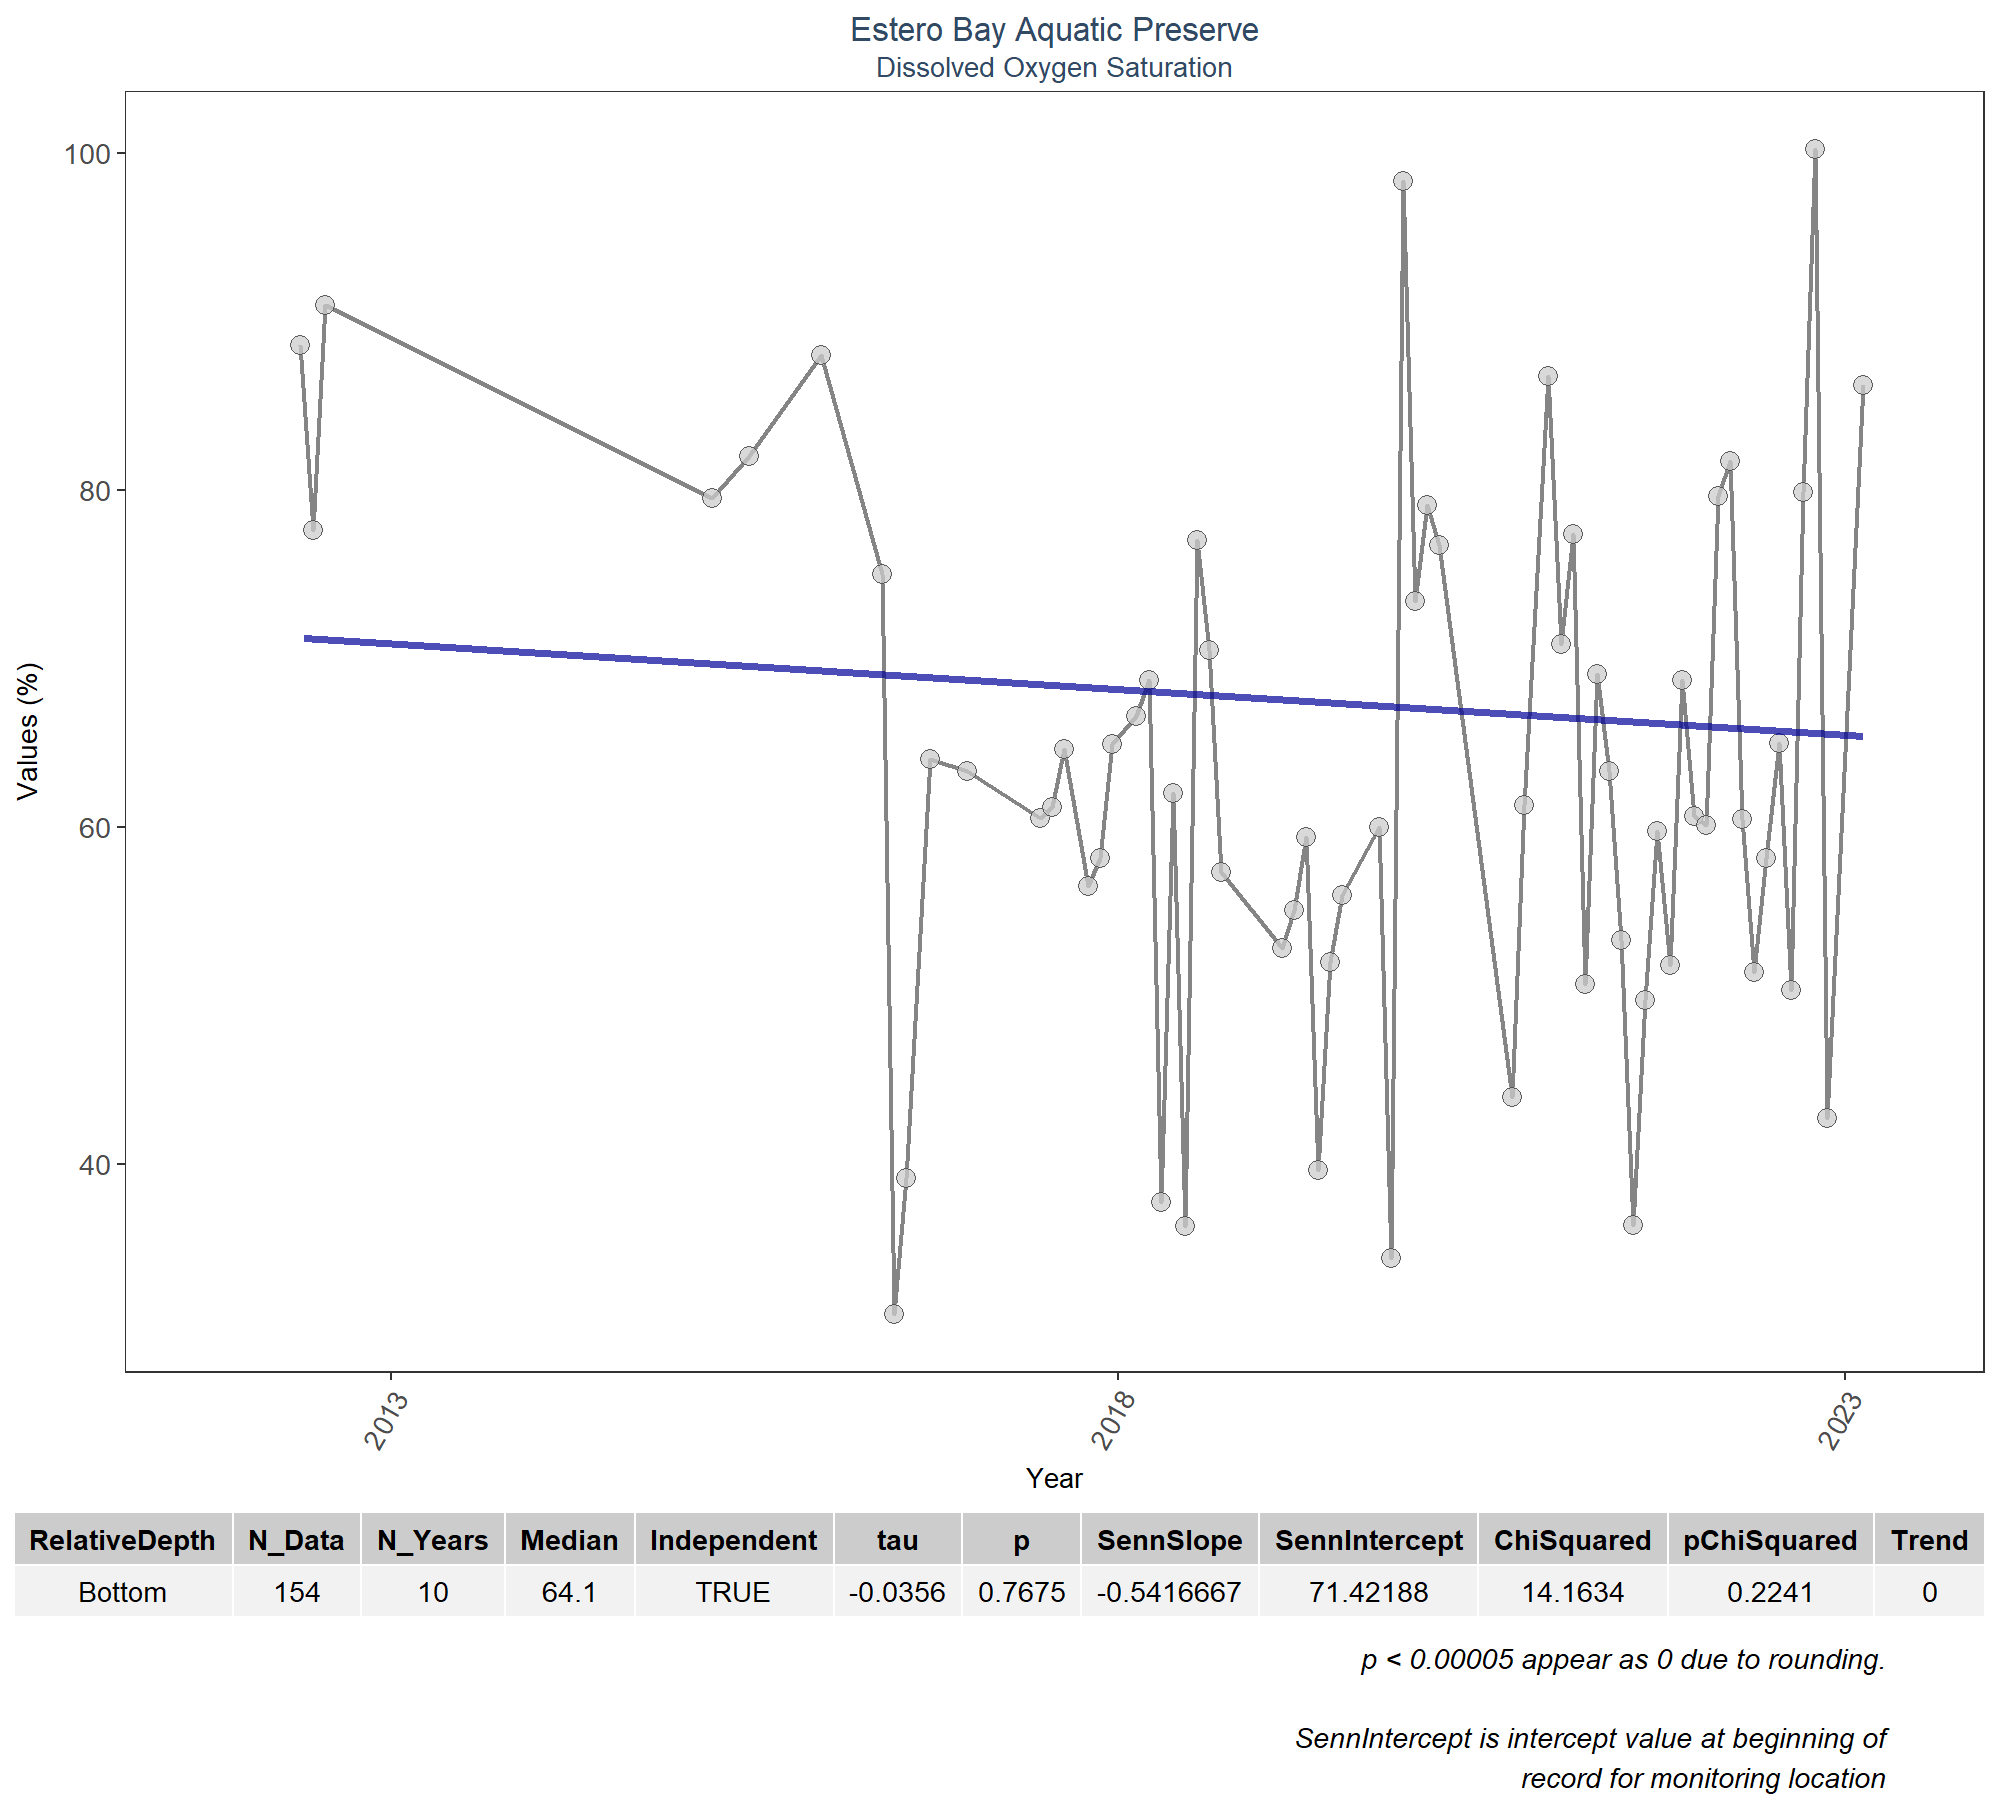 Estero Bay Aquatic Preserve
Dissolved Oxygen Saturation
100
80
60
40
Values (%)
2013
2018
2023
Year
RelativeDepth N_Data N_Years Median Independent tau p SennSlope SennIntercept ChiSquared pChiSquared Trend
Bottom 154 10 64.1 TRUE -0.0356 0.7675 -0.5416667 71.42188 14.1634 0.2241 0
p < 0.00005 appear as 0 due to rounding.
SennIntercept is intercept value at beginning of
record for monitoring location